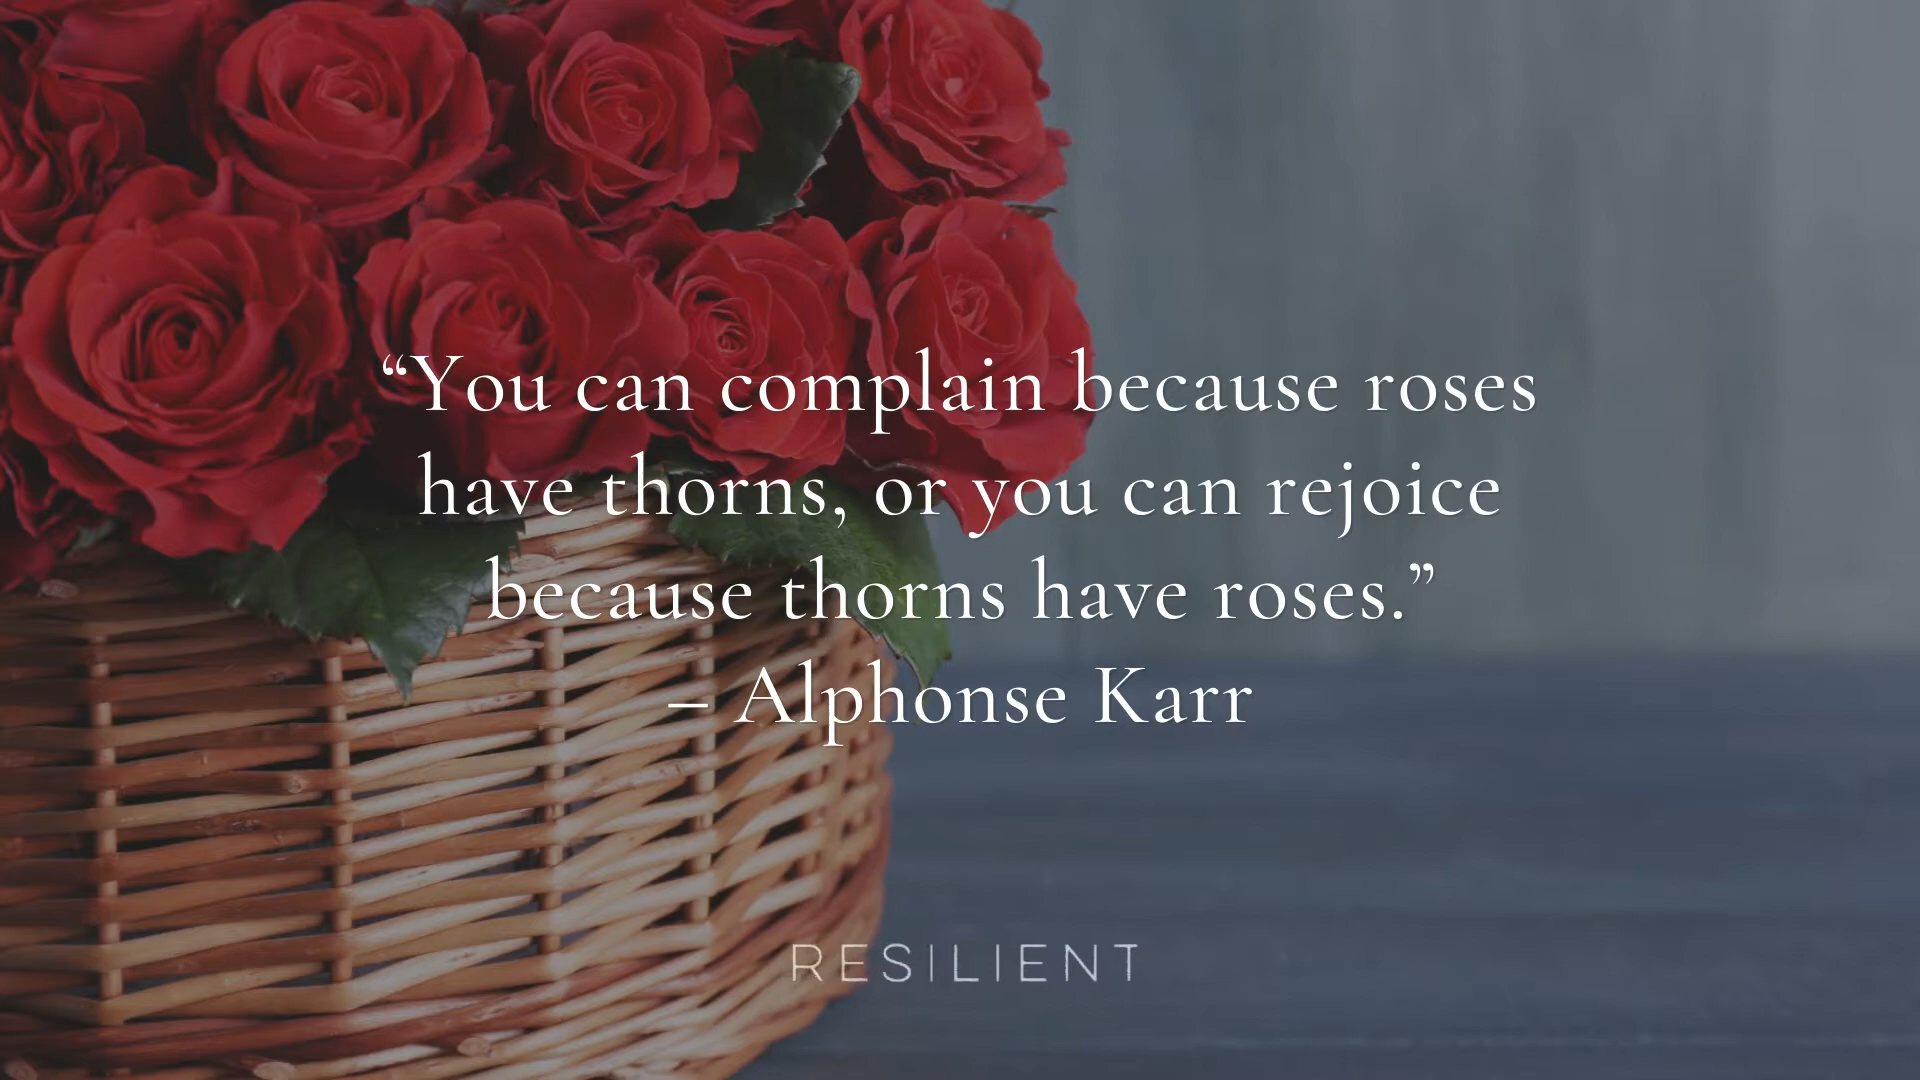 “You can complain because roses
have thorns, or you can rejoice
because thorns have roses.”
– Alphonse Karr
RESILIENT